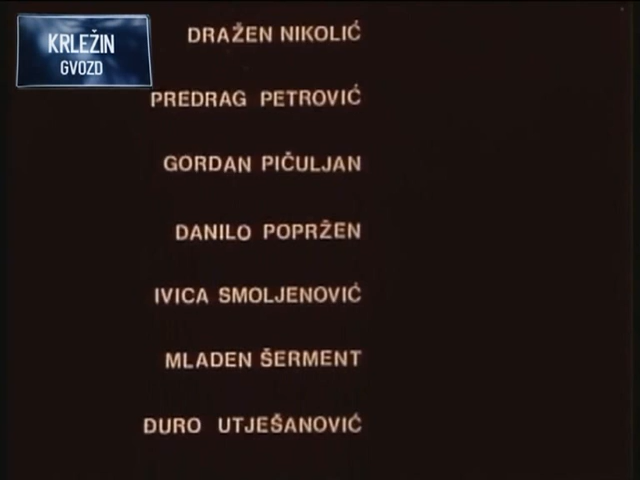 KRLEŽIN
GVOZD
DRAŽEN NIKOLIĆ
PREDRAG PETROVIĆ
GORDAN PIČULJAN
DANILO POPRŽEN
IVICA SMOLJENOVIĆ
MLADEN ŠERMENT
ĐURO UTJEŠANOVIĆ